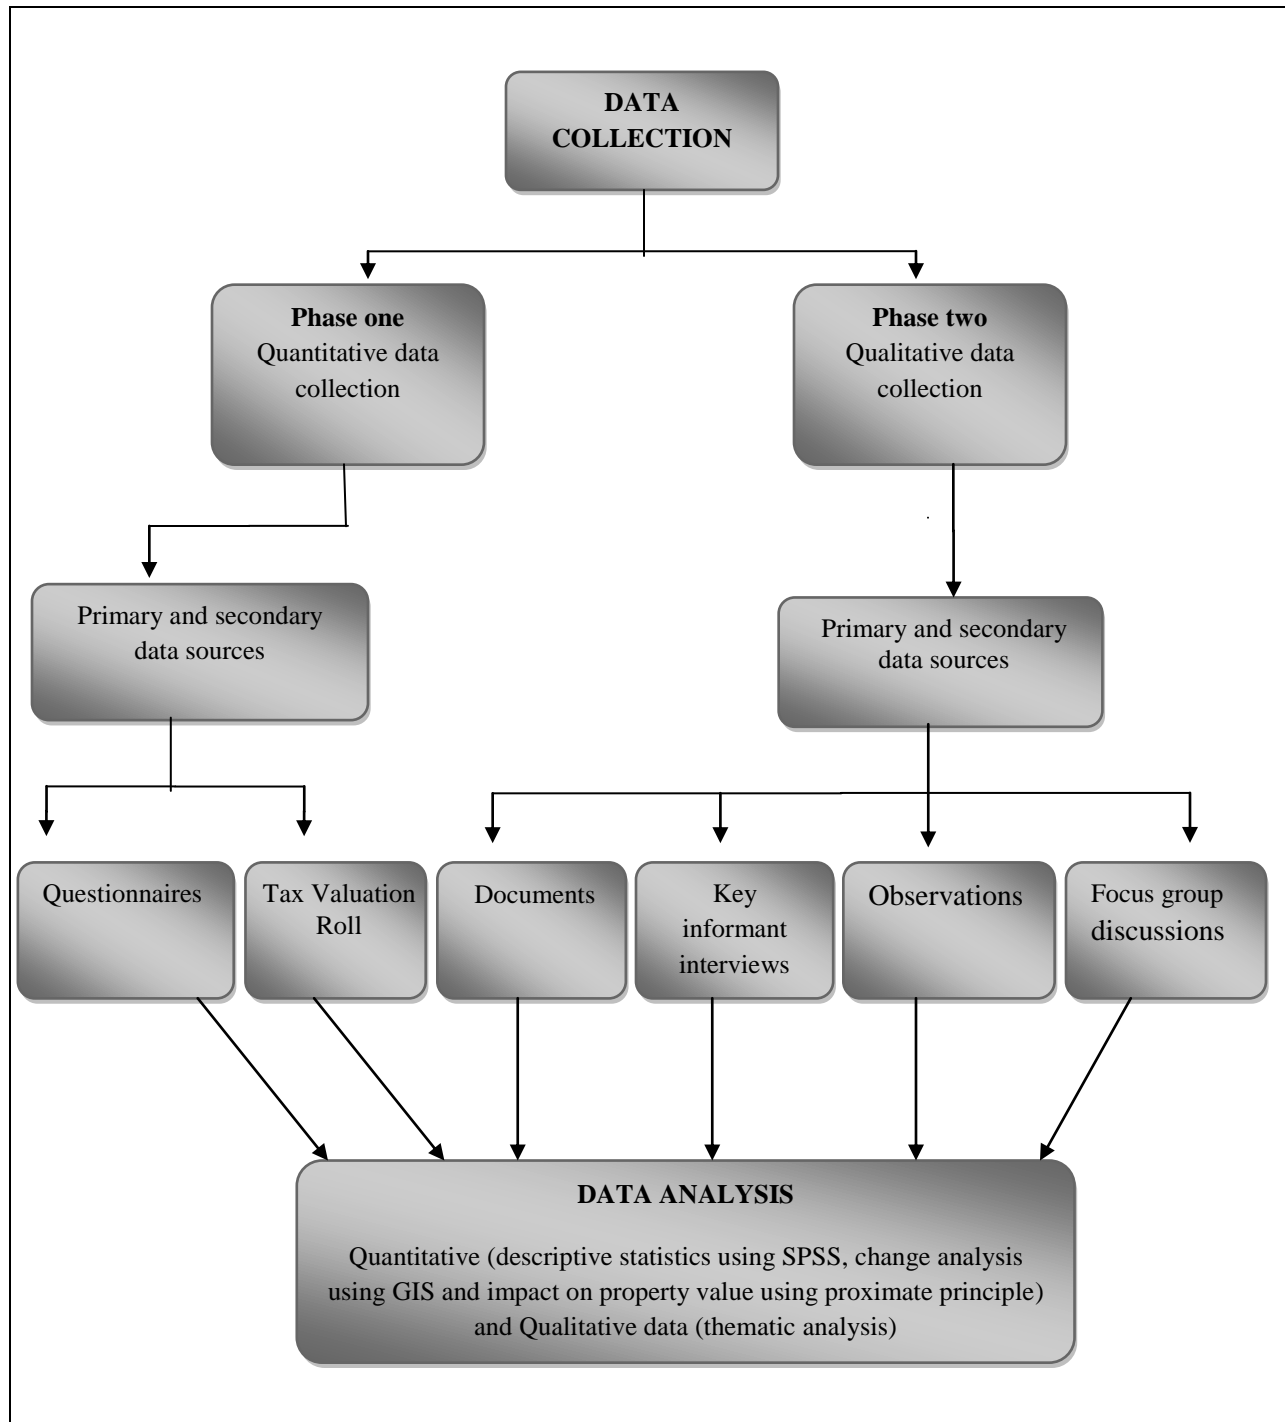 DATA
COLLECTION
Phase one
Quantitative data
collection
Phase two
Qualitative data
collection
Primary and secondary
data sources
Primary and secondary
data sources
Questionnaires
Tax Valuation
Roll
Documents
Key
informant
interviews
Observations
Focus group
discussions
DATA ANALYSIS
Quantitative (descriptive statistics using SPSS, change analysis
using GIS and impact on property value using proximate principle)
and Qualitative data (thematic analysis)